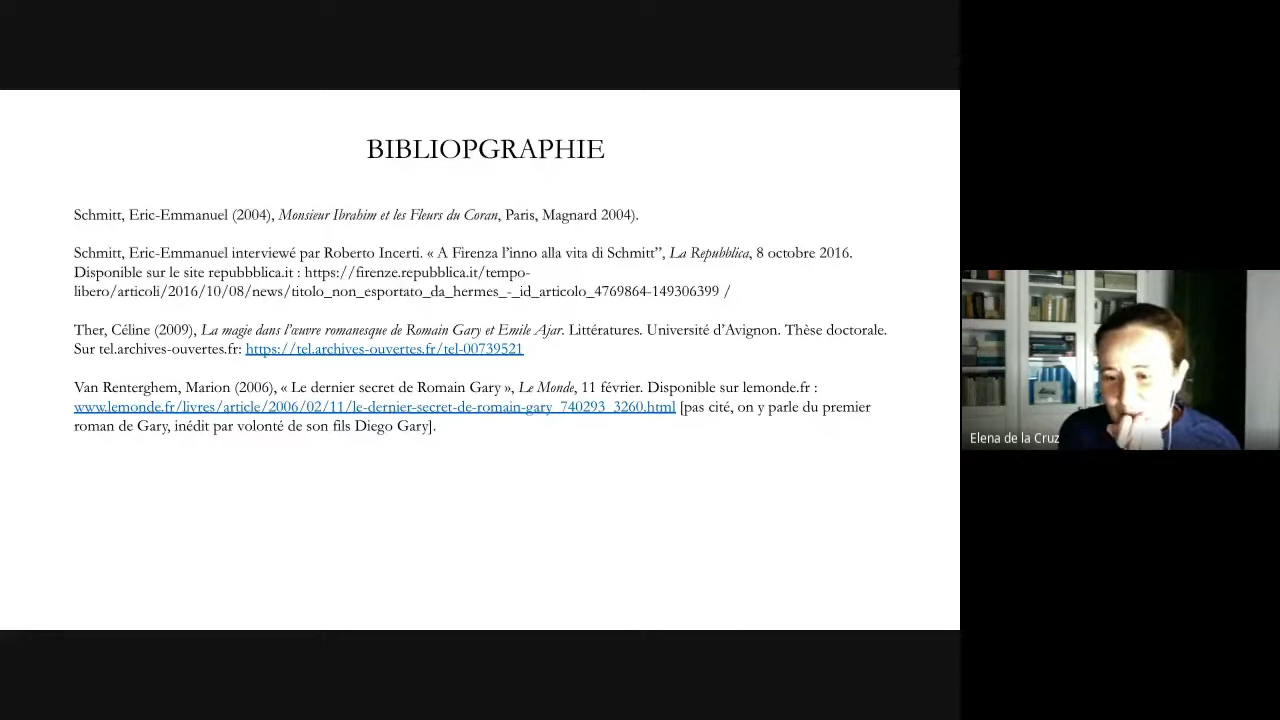 BIBLIOPGRAPHIE
Schmitt, Eric-Emmanuel (2004), Monsieur Ibrahim et les Fleurs du Coran, Paris, Magnard 2004).
Schmitt, Eric-Emmanuel interviewé par Roberto Incerti. « A Firenza l’inno alla vita di Schmitt”, La Repubblica, 8 octobre 2016.
Disponible sur le site repubbblica.it : https://firenze.repubblica.it/tempo-
libero/articoli/2016/10/08/news/titolo_non_esportato_da_hermes_-_id_articolo_4769864-149306399 /
Ther, Céline (2009), La magie dans l’œuvre romanesque de Romain Gary et Emile Ajar. Littératures. Université d’Avignon. Thèse doctorale.
Sur tel.archives-ouvertes.fr: https://tel.archives-ouvertes.fr/tel-00739521
Van Renterghem, Marion (2006), « Le dernier secret de Romain Gary », Le Monde, 11 février. Disponible sur lemonde.fr :
www.lemonde.fr/livres/article/2006/02/11/le-dernier-secret-de-romain-gary_740293_3260.html [pas cité, on y parle du premier
roman de Gary, inédit par volonté de son fils Diego Gary].
Elena de la Cruz